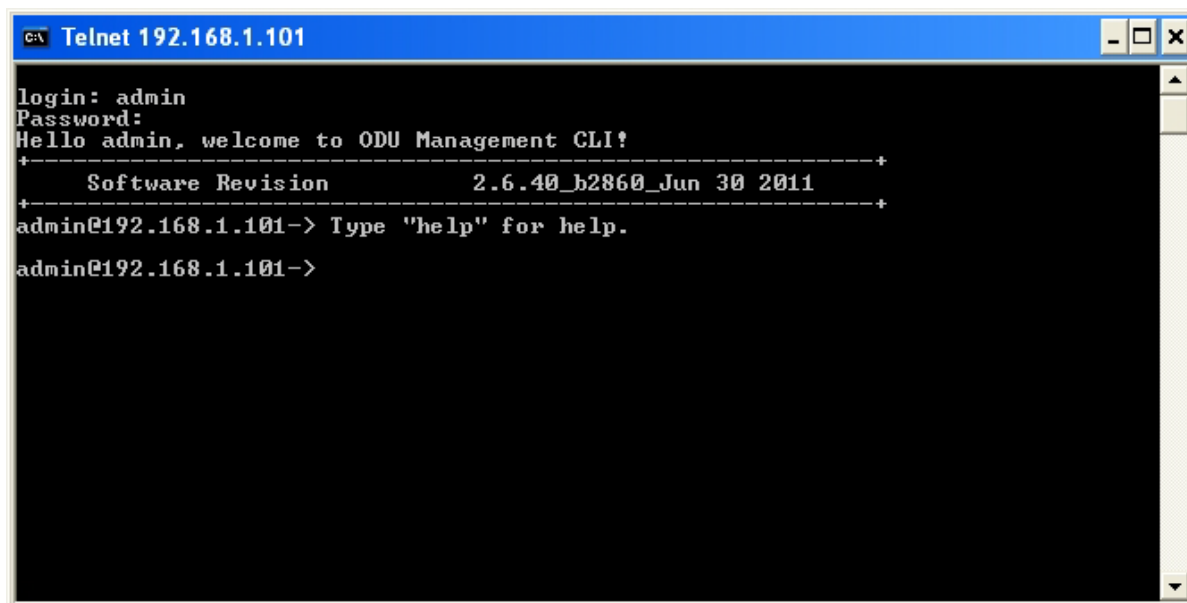 Telnet 192.168.1.101
login: admin
Password:
Hello admin, welcome to ODU Management CLI!
+-----------------------------------------------------------+
Software Revision 2.6.40_b2860_Jun 30 2011
+-----------------------------------------------------------+
admin@192.168.1.101-> Type "help" for help.
admin@192.168.1.101->